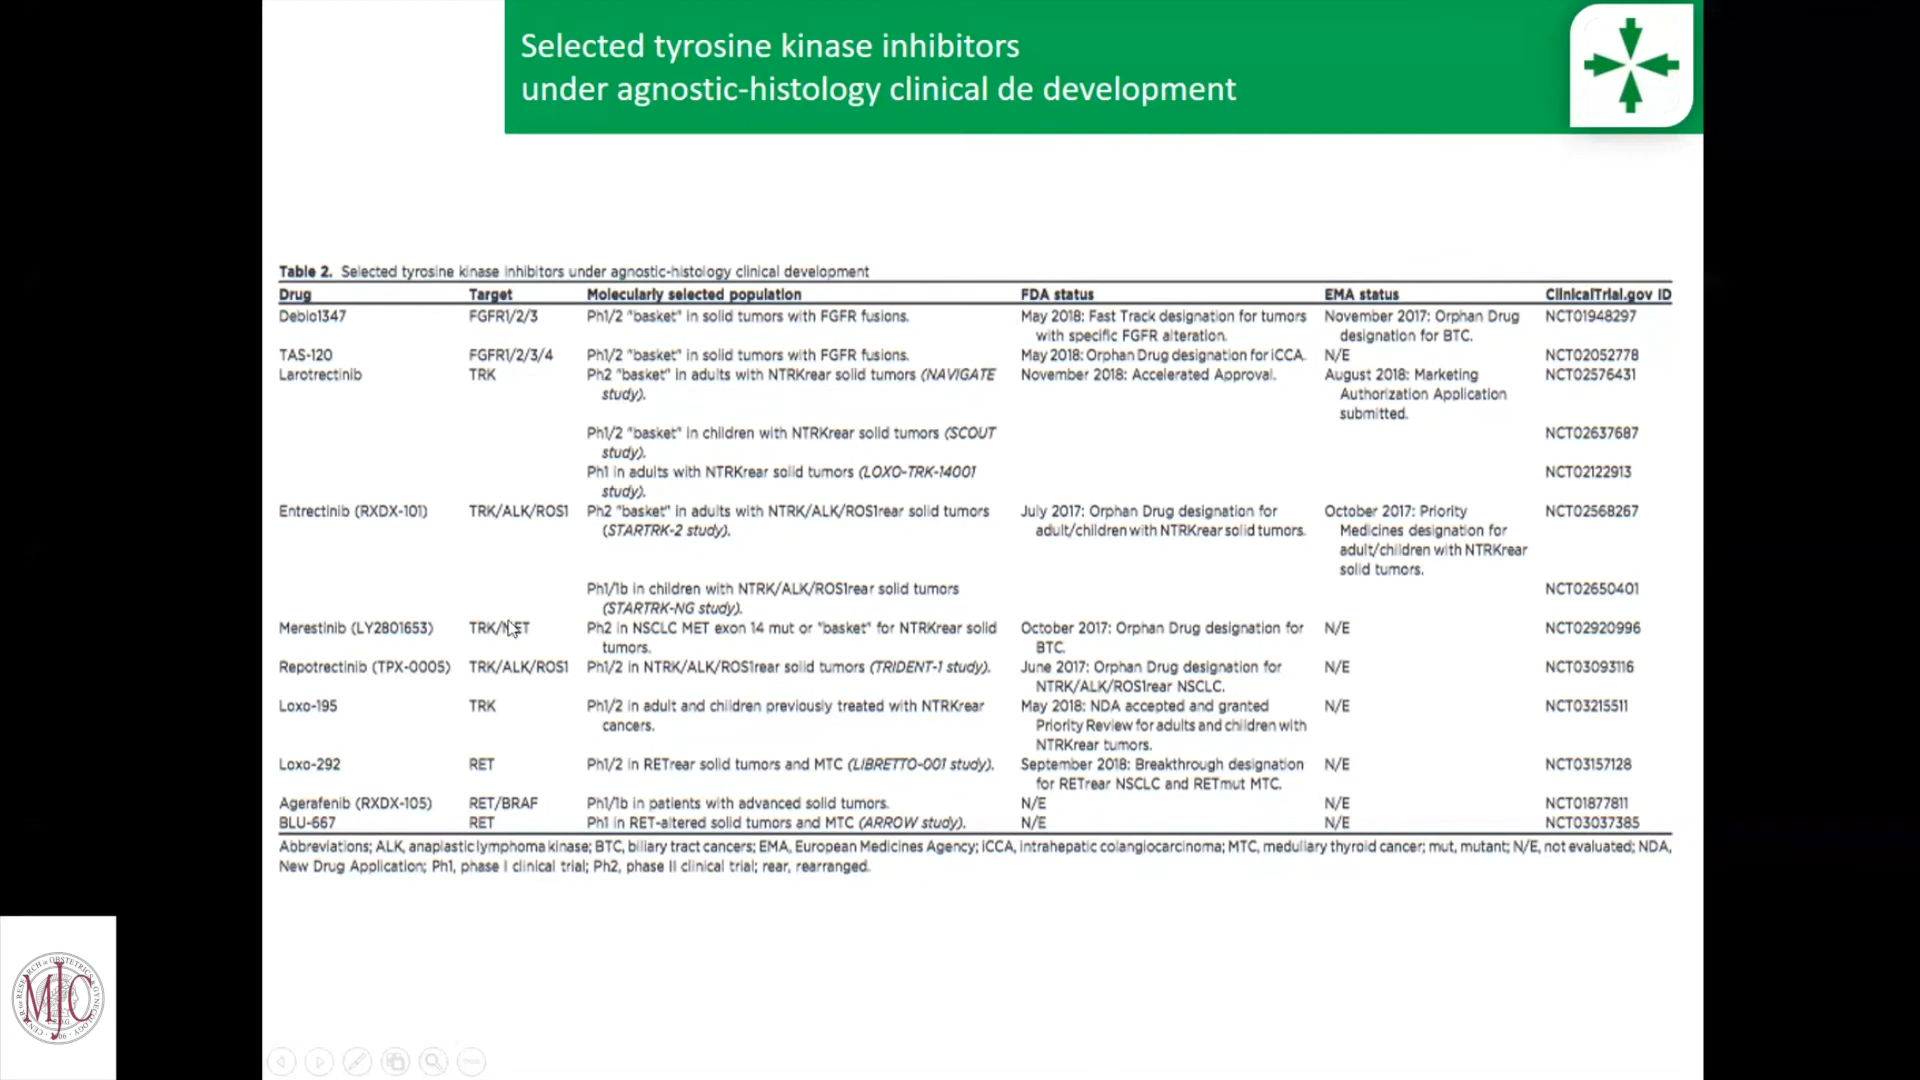 Selected tyrosine kinase inhibitors
under agnostic-histology clinical de development
Table 2. Selected tyrosine kinase inhibitors under agnostic-histology clinical development
Drug Target Molecularly selected population FDA status EMA status ClinicalTrial.gov ID
Debio1347 FGFR1/2/3 Ph1/2 "basket" in solid tumors with FGFR fusions. May 2018: Fast Track designation for tumors November 2017: Orphan Drug NCT01948297
with specific FGFR alteration. designation for BTC.
TAS-120 FGFR1/2/3/4 Ph1/2 "basket" in solid tumors with FGFR fusions. May 2018: Orphan Drug designation for iCCA. N/E NCT02052778
Larotrectinib TRK Ph2 "basket" in adults with NTRKrear solid tumors (NAVIGATE November 2018: Accelerated Approval. August 2018: Marketing NCT02576431
study). Authorization Application
submitted.
Ph1/2 "basket" in children with NTRKrear solid tumors (SCOUT NCT02637687
study).
Ph1 in adults with NTRKrear solid tumors (LOXO-TRK-14001 NCT02122913
study).
Entrectinib (RXDX-101) TRK/ALK/ROS1 Ph2 "basket" in adults with NTRK/ALK/ROS1rear solid tumors July 2017: Orphan Drug designation for October 2017: Priority NCT02568267
(STARTRK-2 study). adult/children with NTRKrear solid tumors. Medicines designation for
adult/children with NTRKrear
solid tumors.
Ph1/1b in children with NTRK/ALK/ROS1rear solid tumors NCT02650401
(STARTRK-NG study).
Merestinib (LY2801653) TRK/MET Ph2 in NSCLC MET exon 14 mut or "basket" for NTRKrear solid October 2017: Orphan Drug designation for N/E NCT02920996
tumors. BTC.
Repotrectinib (TPX-0005) TRK/ALK/ROS1 Ph1/2 in NTRK/ALK/ROS1rear solid tumors (TRIDENT-1 study). June 2017: Orphan Drug designation for N/E NCT03093116
NTRK/ALK/ROS1rear NSCLC.
Loxo-195 TRK Ph1/2 in adult and children previously treated with NTRKrear May 2018: NDA accepted and granted N/E NCT03215511
cancers. Priority Review for adults and children with
NTRKrear tumors.
Loxo-292 RET Ph1/2 in RETrear solid tumors and MTC (LIBRETTO-001 study). September 2018: Breakthrough designation N/E NCT03157128
for RETrear NSCLC and RETmut MTC.
Agerafenib (RXDX-105) RET/BRAF Ph1/1b in patients with advanced solid tumors. N/E N/E NCT01877811
BLU-667 RET Ph1 in RET-altered solid tumors and MTC (ARROW study). N/E N/E NCT03037385
Abbreviations; ALK, anaplastic lymphoma kinase; BTC, biliary tract cancers; EMA, European Medicines Agency; iCCA, intrahepatic colangiocarcinoma; MTC, medullary thyroid cancer; mut, mutant; N/E, not evaluated; NDA,
New Drug Application; Ph1, phase I clinical trial; Ph2, phase II clinical trial; rear, rearranged.
CENTER for RESEARCH in OBSTETRICS & GYNECOLOGY
MJC